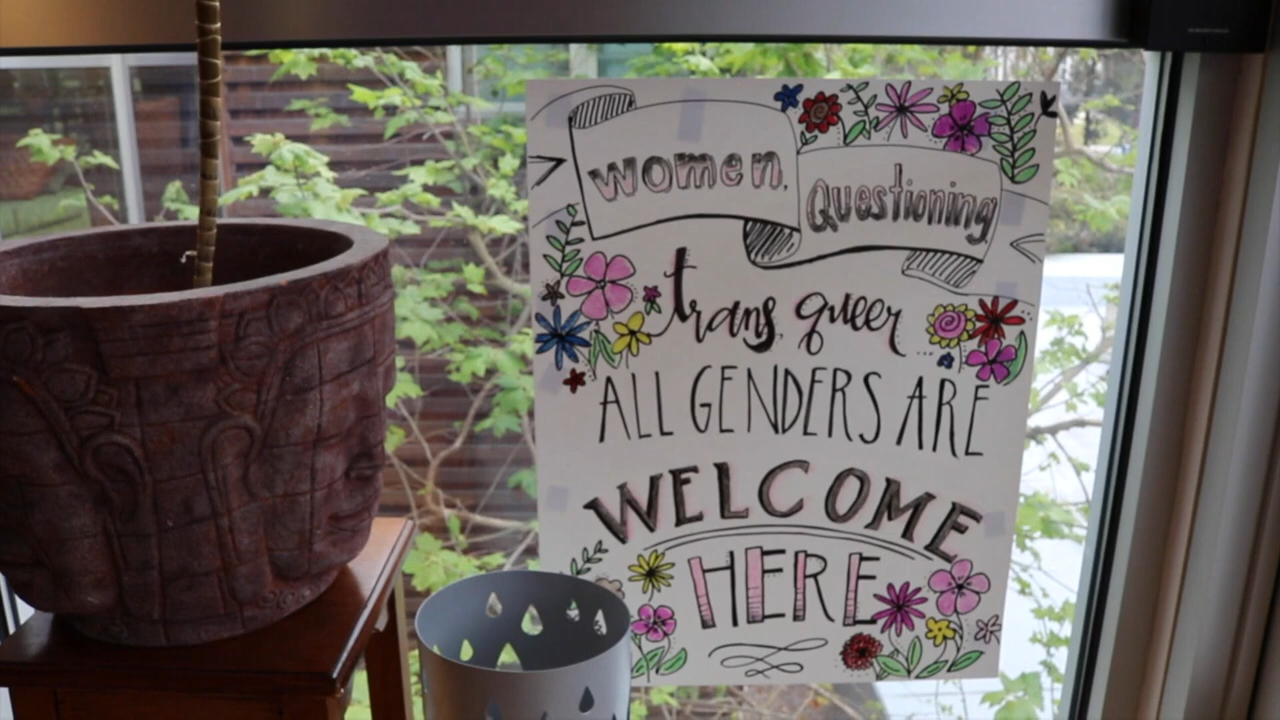 women, Questioning
trans, queer
ALL GENDERS ARE
WELCOME
HERE